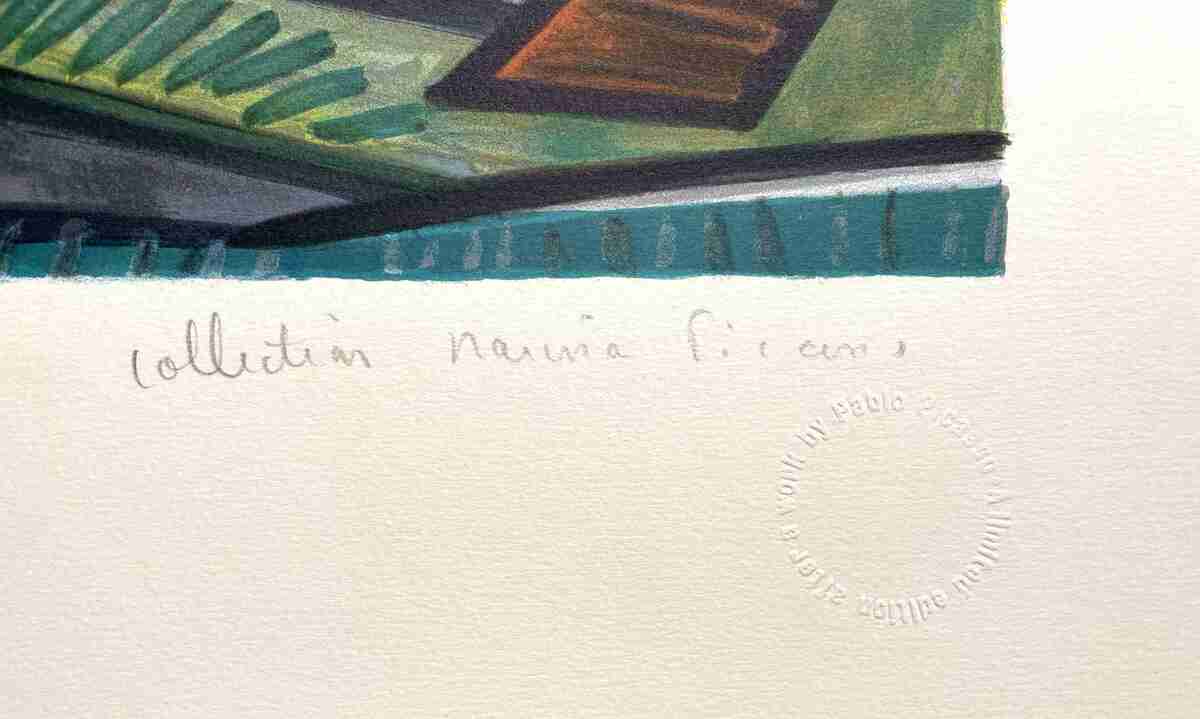 Collection Marina Picasso
A limited edition after a work by Pablo Picasso